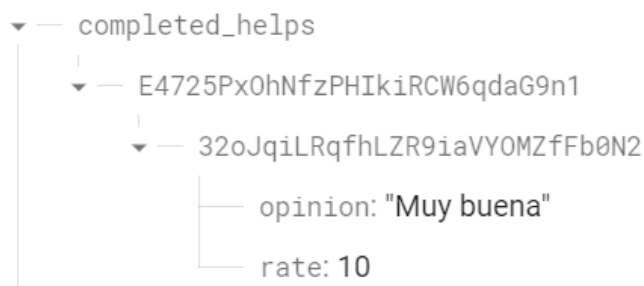 completed_helps
E4725PxOhNfzPHIkiRCW6qdaG9n1
32oJqiLRqfhLZR9iaVYOMZfFb0N2
opinion: "Muy buena"
rate: 10